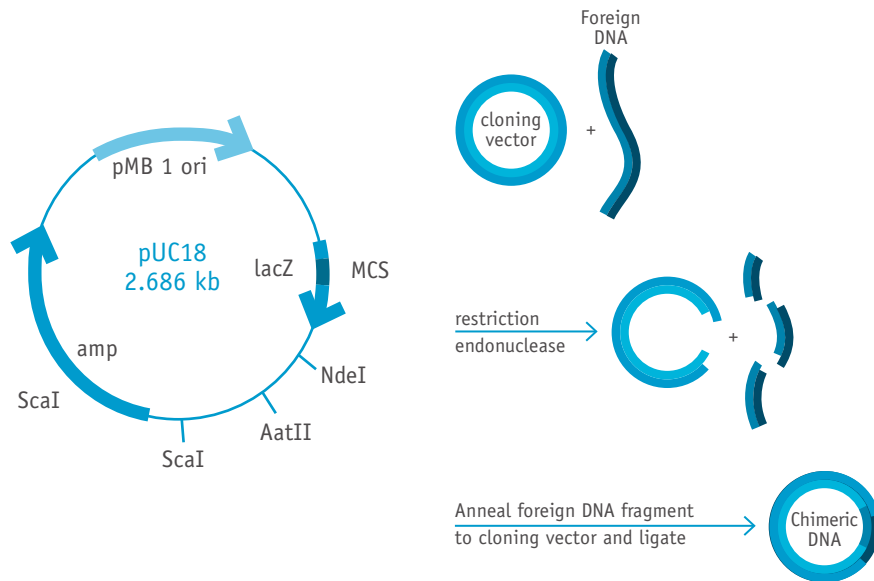 pMB 1 ori
pUC18
2.686 kb
lacZ
MCS
amp
ScaI
ScaI
AatII
NdeI
Foreign
DNA
cloning
vector
+
restriction
endonuclease
+
Anneal foreign DNA fragment
to cloning vector and ligate
Chimeric
DNA